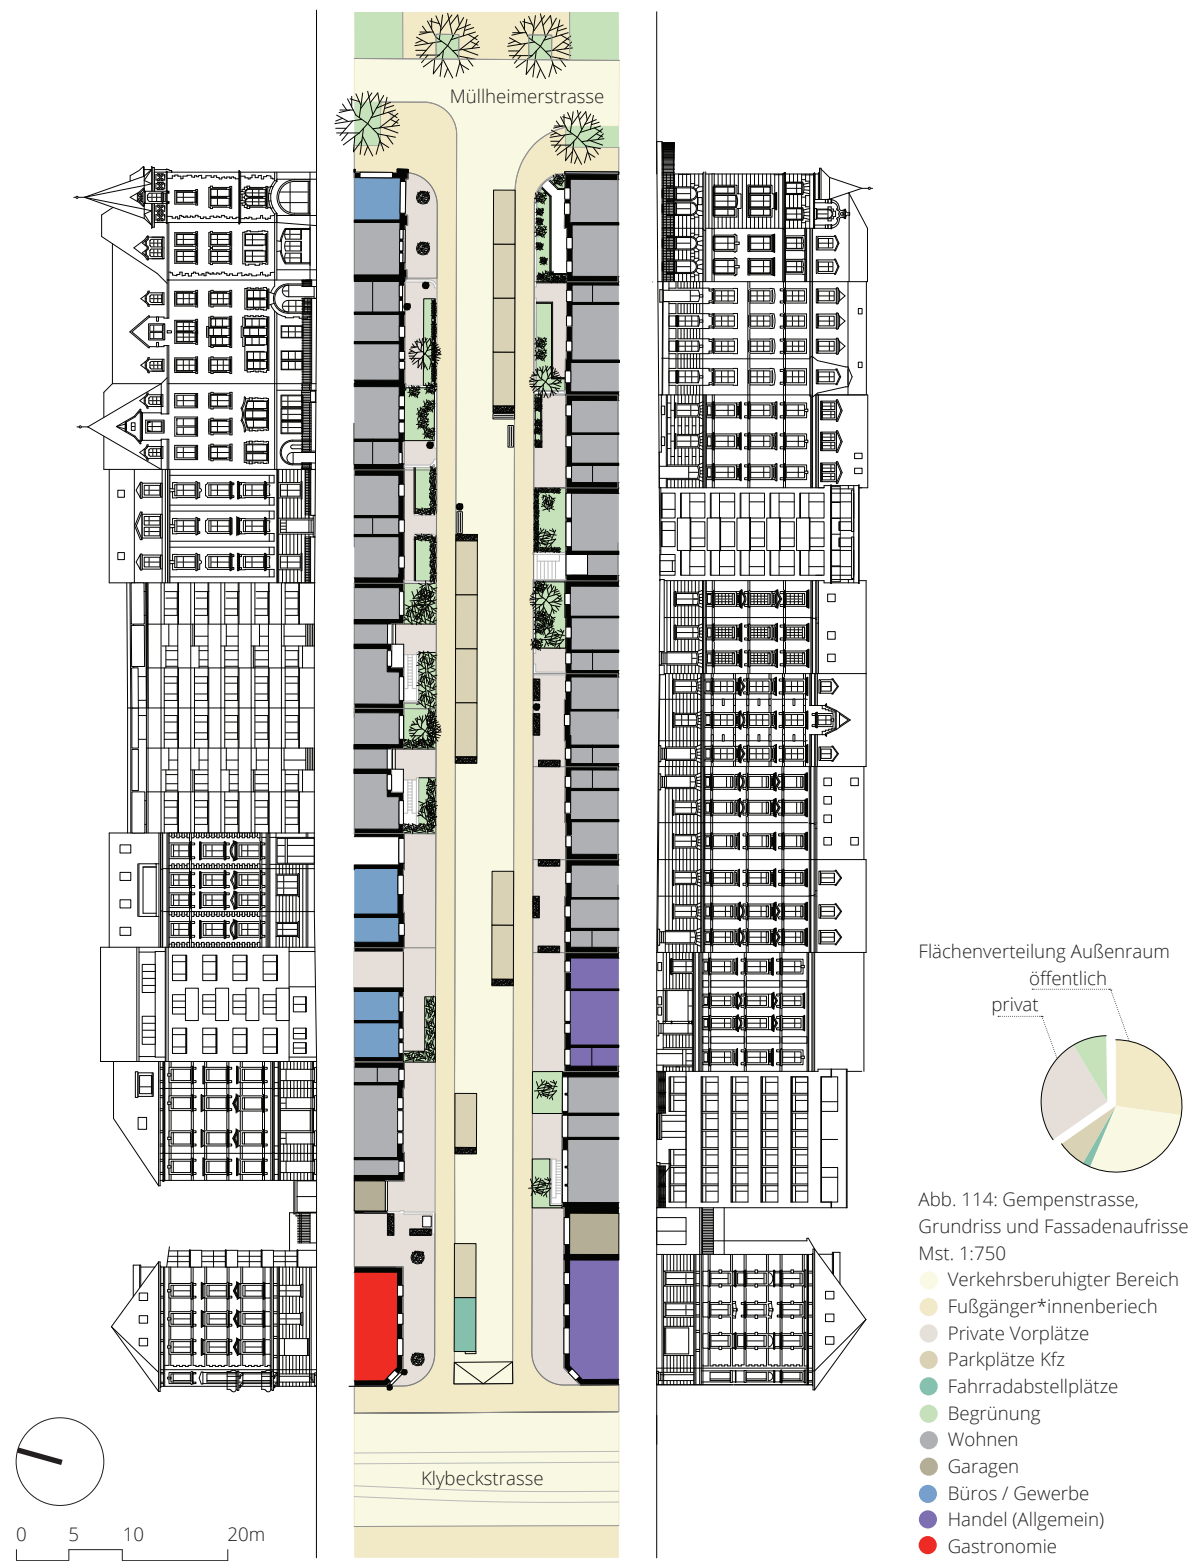 Müllheimerstrasse
Klybeckstrasse
0 5 10 20m
Flächenverteilung Außenraum
öffentlich
privat
Abb. 114: Gempenstrasse,
Grundriss und Fassadenaufrisse
Mst. 1:750
Verkehrsberuhigter Bereich
Fußgänger*innenberiech
Private Vorplätze
Parkplätze Kfz
Fahrradabstellplätze
Begrünung
Wohnen
Garagen
Büros / Gewerbe
Handel (Allgemein)
Gastronomie